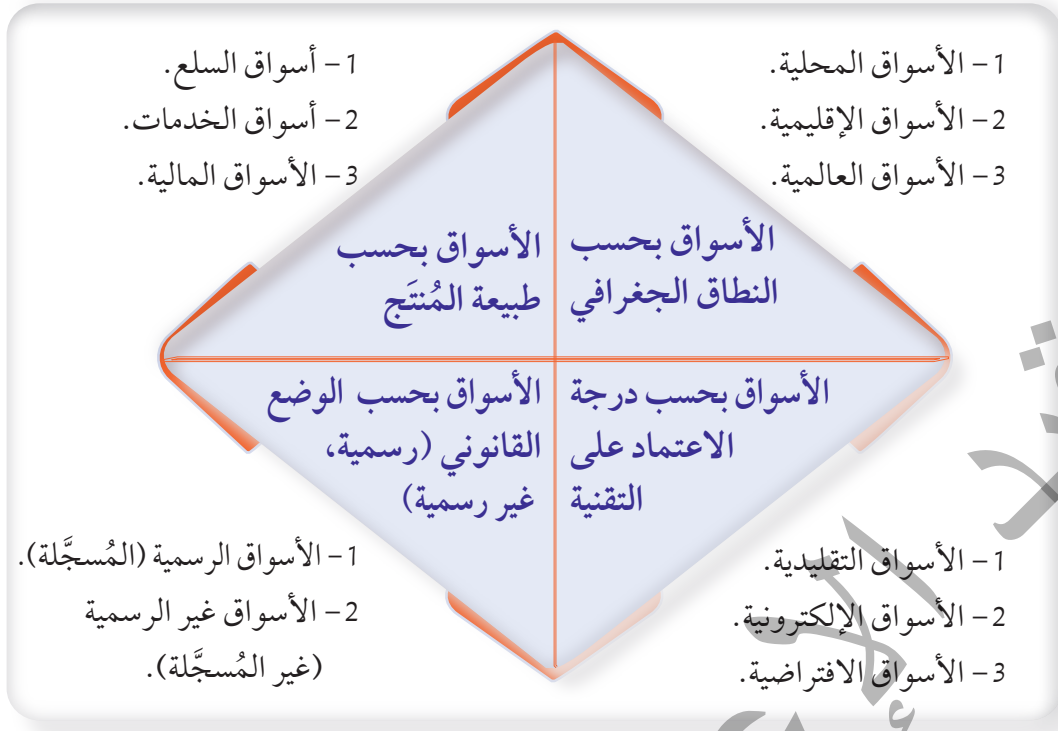 1- الأسواق المحلية.
2- الأسواق الإقليمية.
3- الأسواق العالمية.
1- أسواق السلع.
2- أسواق الخدمات.
3- الأسواق المالية.
الأسواق بحسب
النطاق الجغرافي
الأسواق بحسب
طبيعة المُنتَج
الأسواق بحسب درجة
الاعتماد على
التقنية
الأسواق بحسب الوضع
القانوني (رسمية،
غير رسمية)
1- الأسواق التقليدية.
2- الأسواق الإلكترونية.
3- الأسواق الافتراضية.
1- الأسواق الرسمية (المُسجَّلة).
2- الأسواق غير الرسمية
(غير المُسجَّلة).